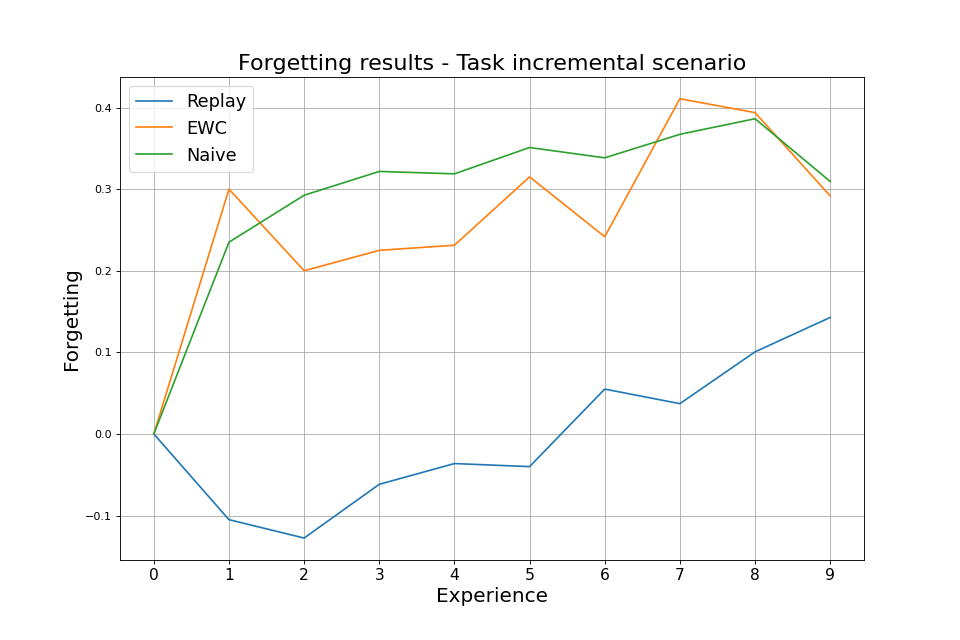 Forgetting results - Task incremental scenario
Replay
EWC
Naive
0.4
0.3
0.2
0.1
0.0
−0.1
Forgetting
0 1 2 3 4 5 6 7 8 9
Experience